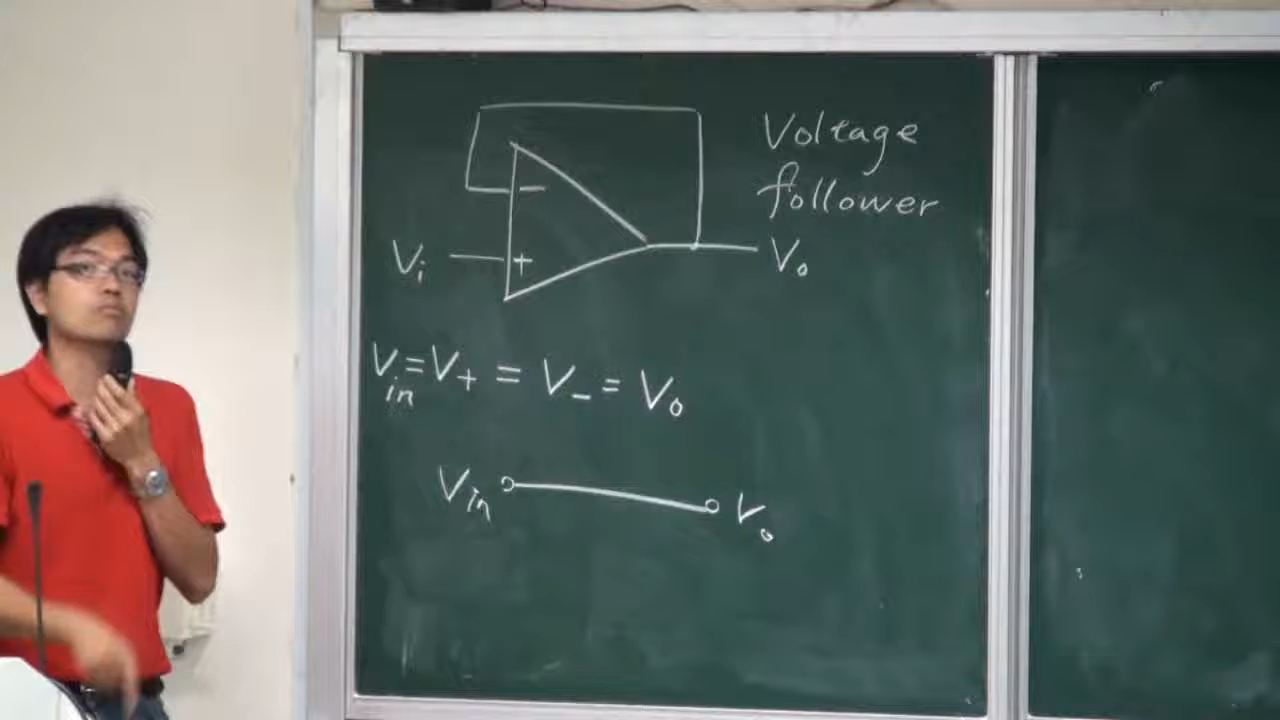 Voltage
follower
−
Vi
+
Vo
Vin = V+ = V− = Vo
Vin
Vo